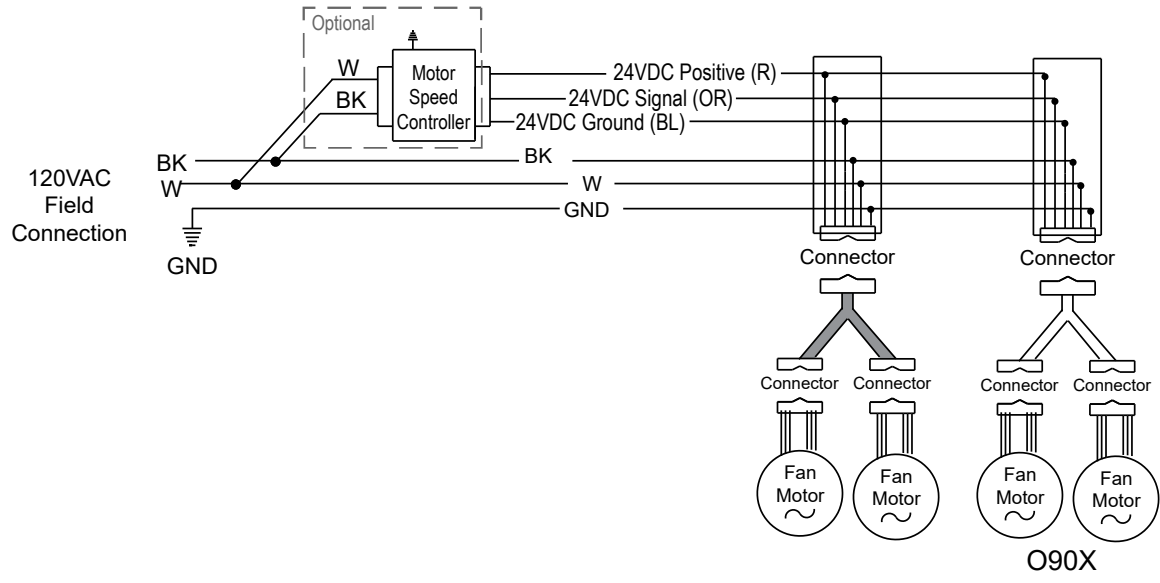 Optional
W
BK
Motor
Speed
Controller
24VDC Positive (R)
24VDC Signal (OR)
24VDC Ground (BL)
120VAC
Field
Connection
BK
W
GND
BK
W
GND
Connector
Connector
Connector
Connector
Connector
Connector
Fan
Motor
Fan
Motor
Fan
Motor
Fan
Motor
O90X